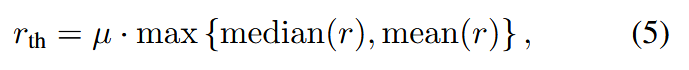 r_th = μ · max {median(r), mean(r)} , (5)